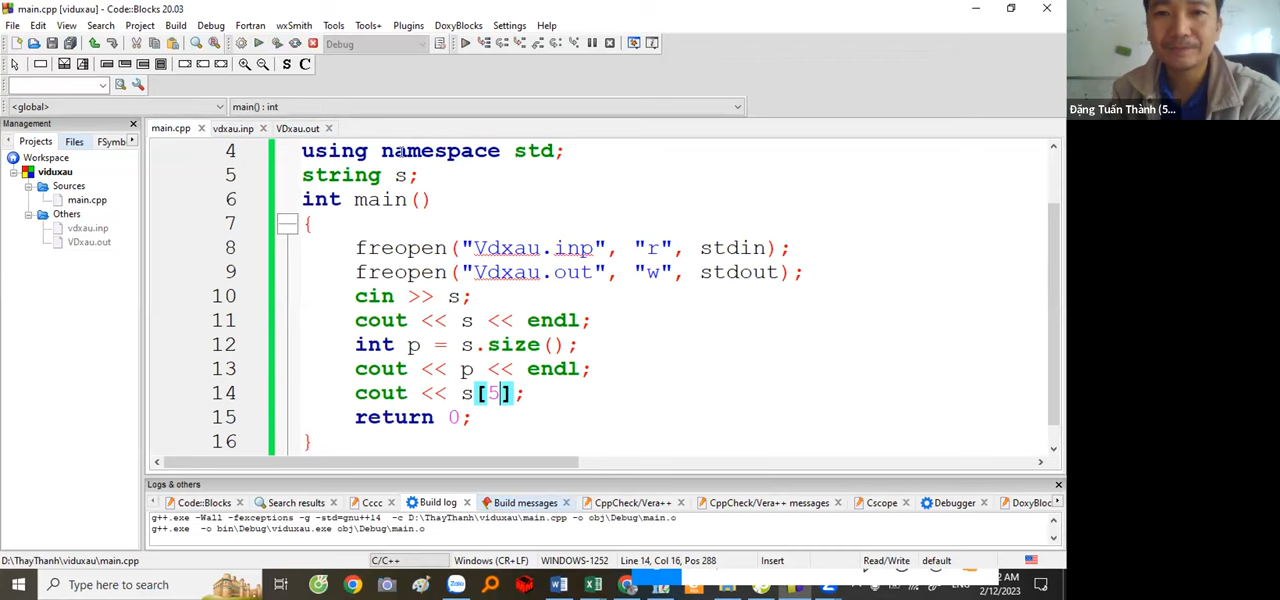 main.cpp [viduxau] - Code::Blocks 20.03
File Edit View Search Project Build Debug Fortran wxSmith Tools Tools+ Plugins DoxyBlocks Settings Help
Debug
S C
<global> main() : int
Management
Projects Files FSymb
Workspace
viduxau
Sources
main.cpp
Others
vdxau.inp
VDxau.out
main.cpp vdxau.inp VDxau.out
4 using namespace std;
5 string s;
6 int main()
7 {
8 freopen("Vdxau.inp", "r", stdin);
9 freopen("Vdxau.out", "w", stdout);
10 cin >> s;
11 cout << s << endl;
12 int p = s.size();
13 cout << p << endl;
14 cout << s[5];
15 return 0;
16 }
Logs & others
Code::Blocks Search results Cccc Build log Build messages CppCheck/Vera++ CppCheck/Vera++ messages Cscope Debugger DoxyBlo
g++.exe -Wall -fexceptions -g -std=gnu++14 -c D:\ThayThanh\viduxau\main.cpp -o obj\Debug\main.o
g++.exe -o bin\Debug\viduxau.exe obj\Debug\main.o
D:\ThayThanh\viduxau\main.cpp C/C++ Windows (CR+LF) WINDOWS-1252 Line 14, Col 16, Pos 288 Insert Read/Write default
Type here to search
2/12/2023
Đặng Tuấn Thành (5...